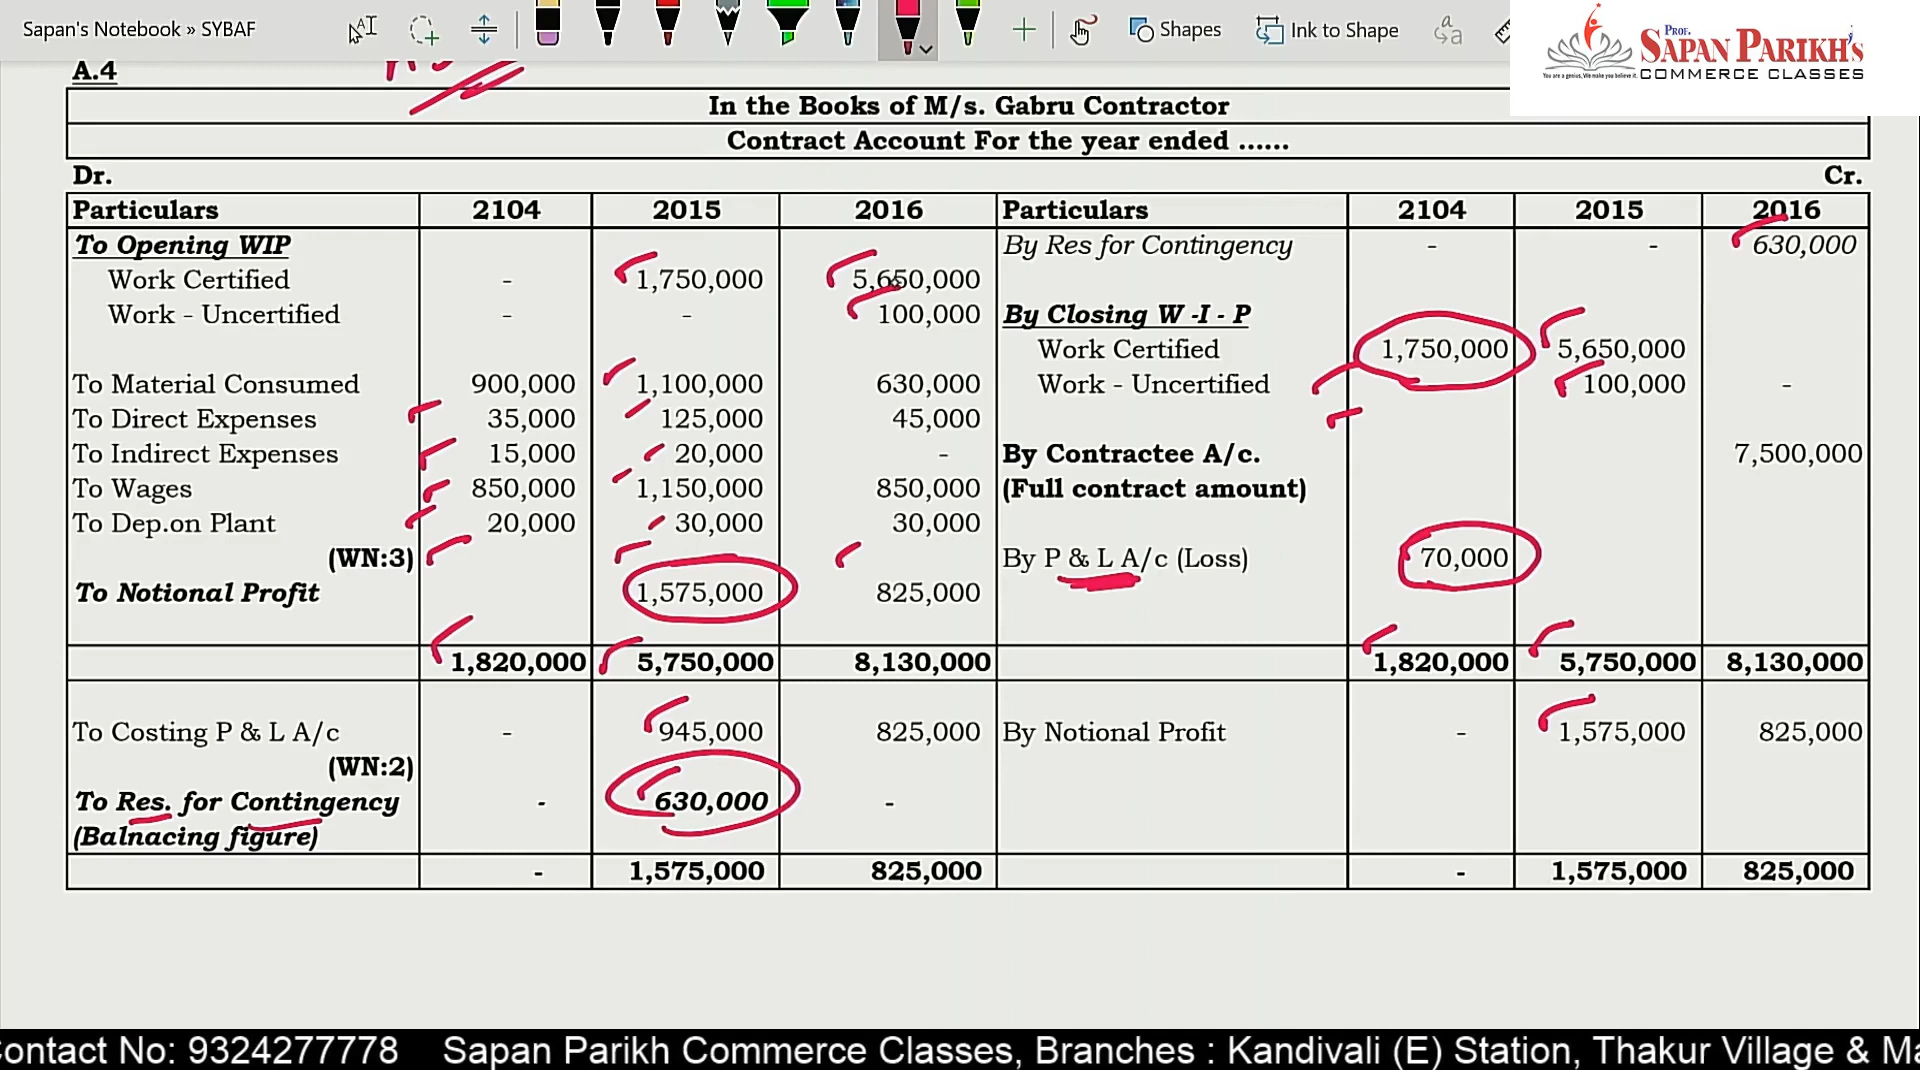 Sapan's Notebook » SYBAF
Shapes
Ink to Shape
PROF.
SAPAN PARIKH's
You are a genius, We make you believe it.
COMMERCE CLASSES
A.4
In the Books of M/s. Gabru Contractor
Contract Account For the year ended ......
Dr. Cr.
Particulars 2104 2015 2016 Particulars 2104 2015 2016
To Opening WIP By Res for Contingency - - 630,000
Work Certified - 1,750,000 5,650,000
Work - Uncertified - - 100,000 By Closing W -I - P
Work Certified 1,750,000 5,650,000
To Material Consumed 900,000 1,100,000 630,000 Work - Uncertified 100,000 -
To Direct Expenses 35,000 125,000 45,000
To Indirect Expenses 15,000 20,000 - By Contractee A/c. 7,500,000
To Wages 850,000 1,150,000 850,000 (Full contract amount)
To Dep.on Plant 20,000 30,000 30,000
(WN:3) By P & L A/c (Loss) 70,000
To Notional Profit 1,575,000 825,000
1,820,000 5,750,000 8,130,000 1,820,000 5,750,000 8,130,000
To Costing P & L A/c - 945,000 825,000 By Notional Profit - 1,575,000 825,000
(WN:2)
To Res. for Contingency - 630,000 -
(Balnacing figure)
- 1,575,000 825,000 - 1,575,000 825,000
ontact No: 9324277778 Sapan Parikh Commerce Classes, Branches : Kandivali (E) Station, Thakur Village & Ma